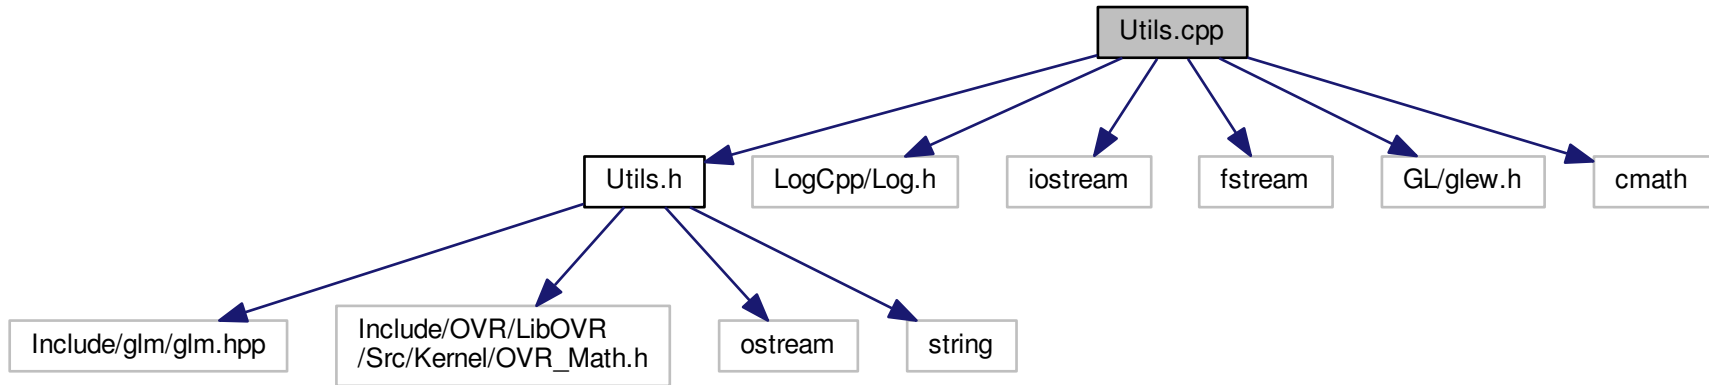 Utils.cpp
Utils.h
LogCpp/Log.h
iostream
fstream
GL/glew.h
cmath
Include/glm/glm.hpp
Include/OVR/LibOVR
/Src/Kernel/OVR_Math.h
ostream
string